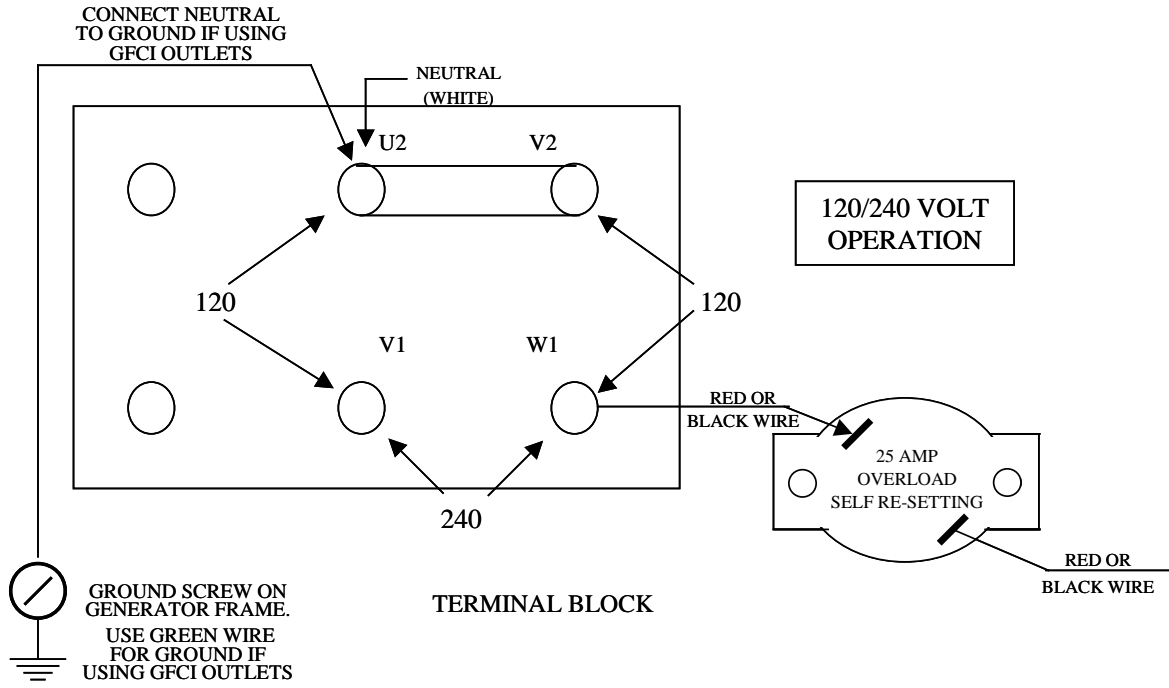 CONNECT NEUTRAL
TO GROUND IF USING
GFCI OUTLETS
NEUTRAL
(WHITE)
U2
V2
120/240 VOLT
OPERATION
120
120
V1
W1
RED OR
BLACK WIRE
25 AMP
OVERLOAD
SELF RE-SETTING
240
RED OR
BLACK WIRE
GROUND SCREW ON
GENERATOR FRAME.
USE GREEN WIRE
FOR GROUND IF
USING GFCI OUTLETS
TERMINAL BLOCK